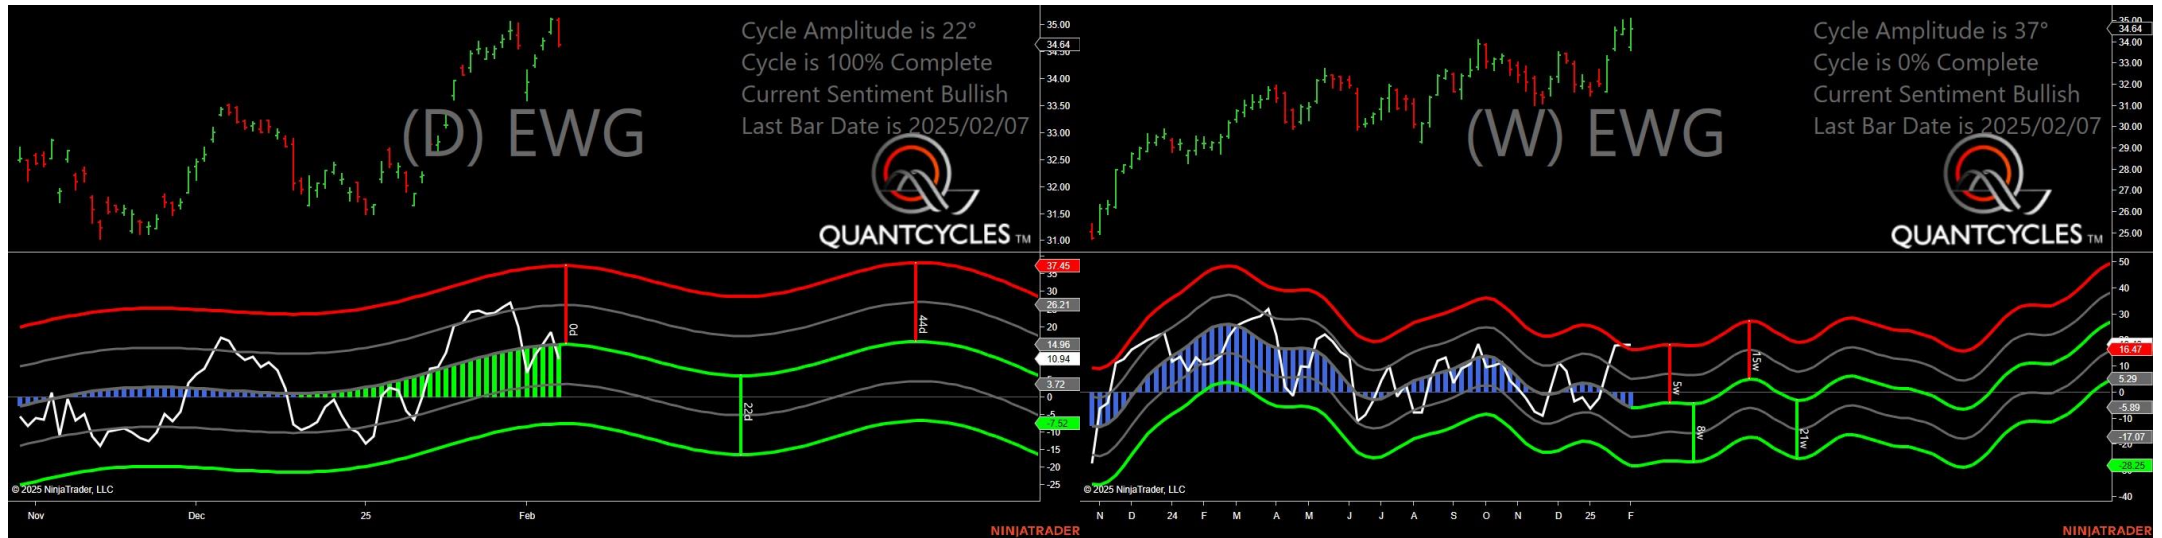 Cycle Amplitude is 22°
Cycle is 100% Complete
Current Sentiment Bullish
Last Bar Date is 2025/02/07
(D) EWG
QUANTCYCLES TM
35.00
34.64
34.50
34.00
33.50
33.00
32.50
32.00
31.50
31.00
37.45
35
30
26.21
20
14.96
10.94
3.72
0
-5
-7.52
-10
-15
-20
-25
0d
22d
44d
© 2025 NinjaTrader, LLC
Nov Dec 25 Feb
NINJATRADER
Cycle Amplitude is 37°
Cycle is 0% Complete
Current Sentiment Bullish
Last Bar Date is 2025/02/07
(W) EWG
QUANTCYCLES TM
35.00
34.64
34.00
33.00
32.00
31.00
30.00
29.00
28.00
27.00
26.00
25.00
50
40
30
16.47
5.29
0
-5.89
-10
-17.07
-28.25
-40
5w
8w
15w
21w
© 2025 NinjaTrader, LLC
N D 24 F M A M J J A S O N D 25 F
NINJATRADER